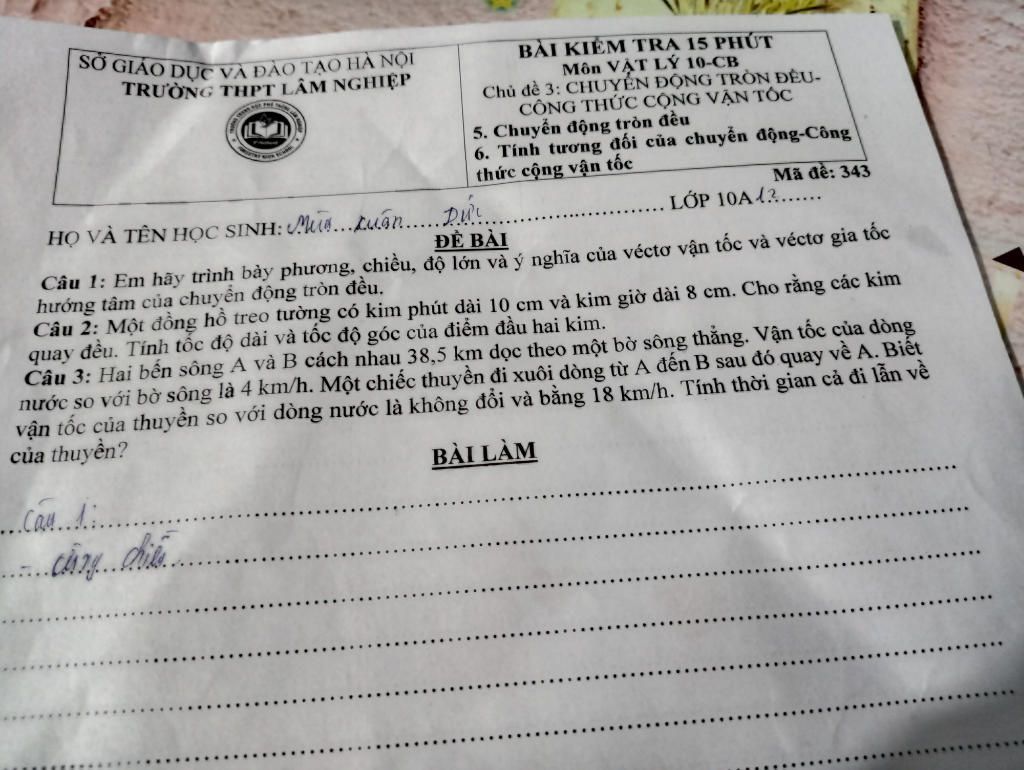 SỞ GIÁO DỤC VÀ ĐÀO TẠO HÀ NỘI
TRƯỜNG THPT LÂM NGHIỆP
BÀI KIỂM TRA 15 PHÚT
Môn VẬT LÝ 10-CB
Chủ đề 3: CHUYỂN ĐỘNG TRÒN ĐỀU-
CÔNG THỨC CỘNG VẬN TỐC
5. Chuyển động tròn đều
6. Tính tương đối của chuyển động-Công
thức cộng vận tốc
Mã đề: 343
HỌ VÀ TÊN HỌC SINH: Mùa Xuân Đức LỚP 10A12
ĐỀ BÀI
Câu 1: Em hãy trình bày phương, chiều, độ lớn và ý nghĩa của véctơ vận tốc và véctơ gia tốc
hướng tâm của chuyển động tròn đều.
Câu 2: Một đồng hồ treo tường có kim phút dài 10 cm và kim giờ dài 8 cm. Cho rằng các kim
quay đều. Tính tốc độ dài và tốc độ góc của điểm đầu hai kim.
Câu 3: Hai bến sông A và B cách nhau 38,5 km dọc theo một bờ sông thẳng. Vận tốc của dòng
nước so với bờ sông là 4 km/h. Một chiếc thuyền đi xuôi dòng từ A đến B sau đó quay về A. Biết
vận tốc của thuyền so với dòng nước là không đổi và bằng 18 km/h. Tính thời gian cả đi lẫn về
của thuyền?
BÀI LÀM
Câu 1:
- cùng chiều